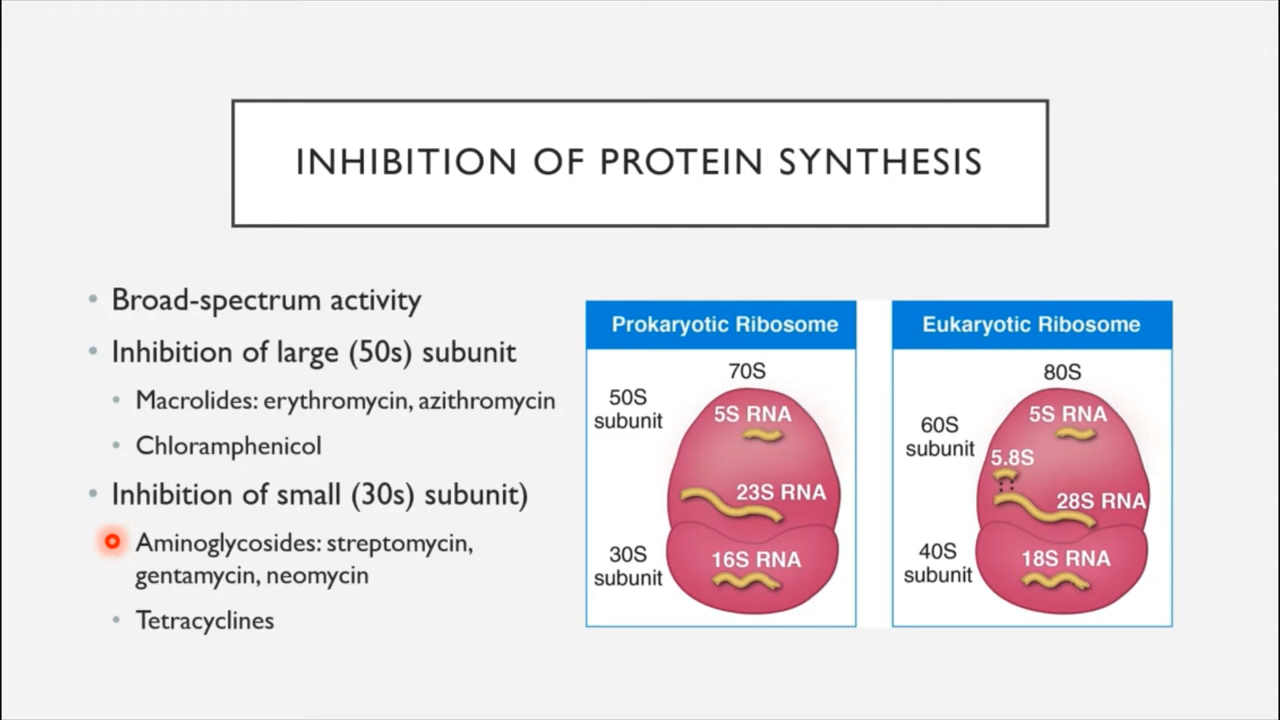 INHIBITION OF PROTEIN SYNTHESIS
• Broad-spectrum activity
• Inhibition of large (50s) subunit
• Macrolides: erythromycin, azithromycin
• Chloramphenicol
• Inhibition of small (30s) subunit)
• Aminoglycosides: streptomycin,
gentamycin, neomycin
• Tetracyclines
Prokaryotic Ribosome
70S
50S
subunit
5S RNA
23S RNA
30S
subunit
16S RNA
Eukaryotic Ribosome
80S
60S
subunit
5S RNA
5.8S
28S RNA
40S
subunit
18S RNA